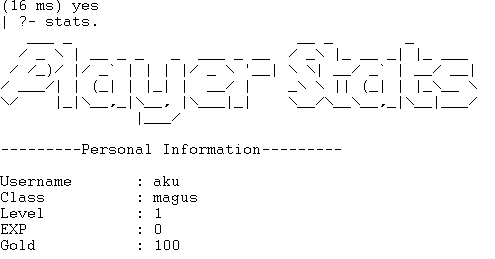 (16 ms) yes
| ?- stats.
Player Stats
---------Personal Information---------
Username : aku
Class : magus
Level : 1
EXP : 0
Gold : 100